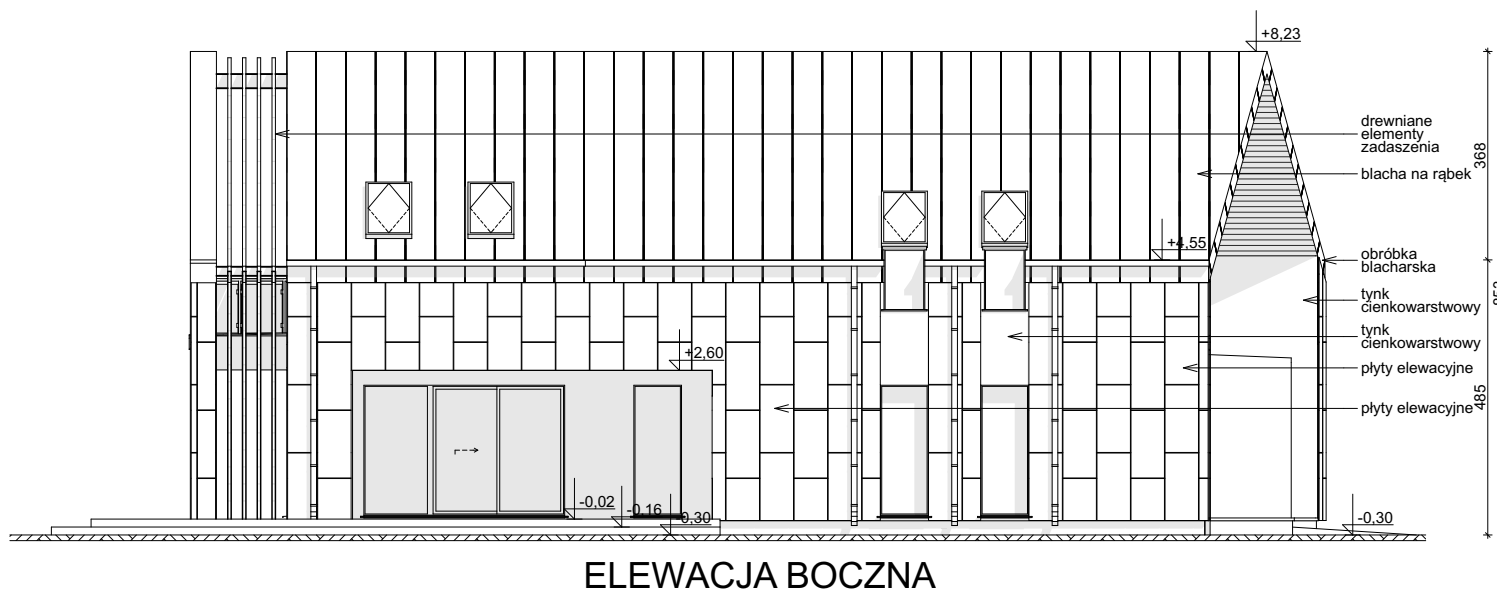 +8,23
drewniane
elementy
zadaszenia
368
blacha na rąbek
+4,55
obróbka
blacharska
tynk
cienkowarstwowy
tynk
cienkowarstwowy
+2,60
płyty elewacyjne
płyty elewacyjne
485
-0,02
-0,16
-0,30
-0,30
ELEWACJA BOCZNA